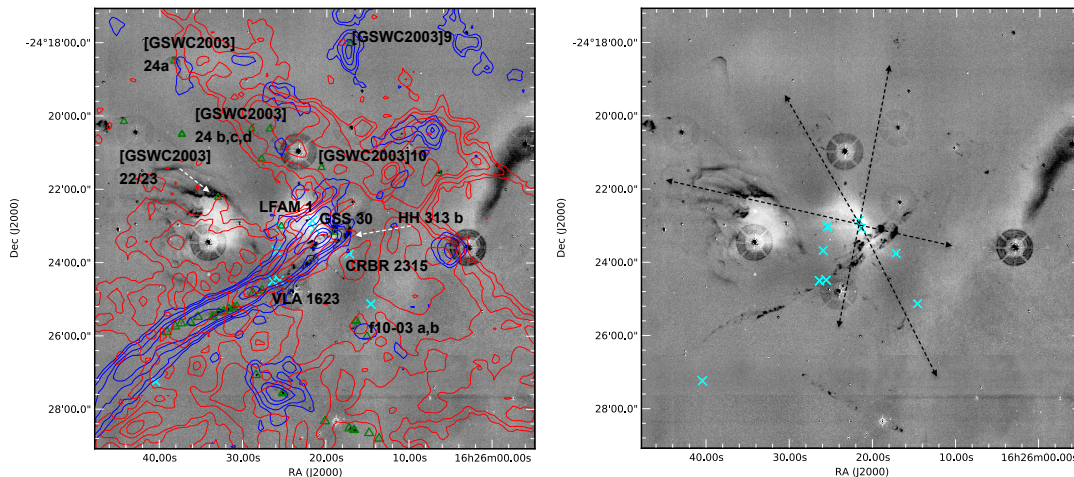 -24°18'00.0"
20'00.0"
22'00.0"
24'00.0"
26'00.0"
28'00.0"
Dec (J2000)
[GSWC2003]
24a
[GSWC2003]9
[GSWC2003]
24 b,c,d
[GSWC2003]
22/23
[GSWC2003]10
LFAM 1
GSS 30
HH 313 b
CRBR 2315
VLA 1623
f10-03 a,b
40.00s
30.00s
20.00s
10.00s
16h26m00.00s
RA (J2000)
-24°18'00.0"
20'00.0"
22'00.0"
24'00.0"
26'00.0"
28'00.0"
Dec (J2000)
40.00s
30.00s
20.00s
10.00s
16h26m00.00s
RA (J2000)